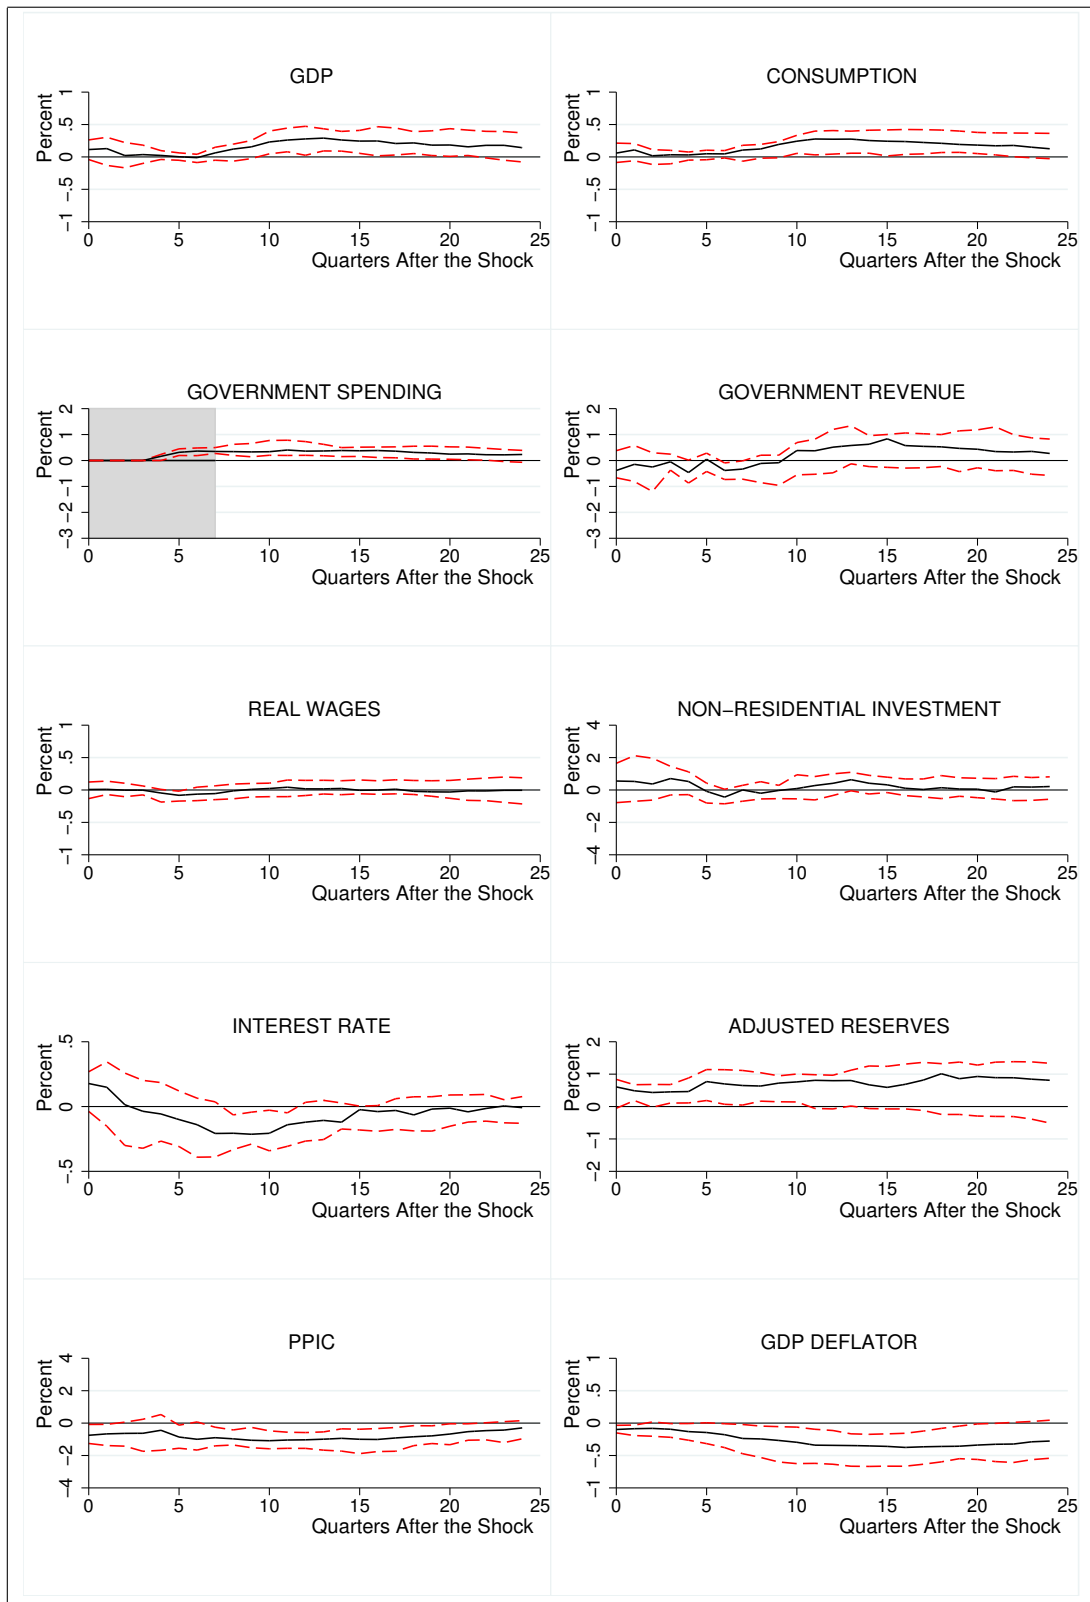 GDP
Percent
1
.5
0
−.5
−1
0 5 10 15 20 25
Quarters After the Shock
CONSUMPTION
Percent
1
.5
0
−.5
−1
0 5 10 15 20 25
Quarters After the Shock
GOVERNMENT SPENDING
Percent
2
1
0
−1
−2
−3
0 5 10 15 20 25
Quarters After the Shock
GOVERNMENT REVENUE
Percent
2
1
0
−1
−2
−3
0 5 10 15 20 25
Quarters After the Shock
REAL WAGES
Percent
1
.5
0
−.5
−1
0 5 10 15 20 25
Quarters After the Shock
NON−RESIDENTIAL INVESTMENT
Percent
4
2
0
−2
−4
0 5 10 15 20 25
Quarters After the Shock
INTEREST RATE
Percent
.5
0
−.5
0 5 10 15 20 25
Quarters After the Shock
ADJUSTED RESERVES
Percent
2
1
0
−1
−2
0 5 10 15 20 25
Quarters After the Shock
PPIC
Percent
4
2
0
−2
−4
0 5 10 15 20 25
Quarters After the Shock
GDP DEFLATOR
Percent
1
.5
0
−.5
−1
0 5 10 15 20 25
Quarters After the Shock